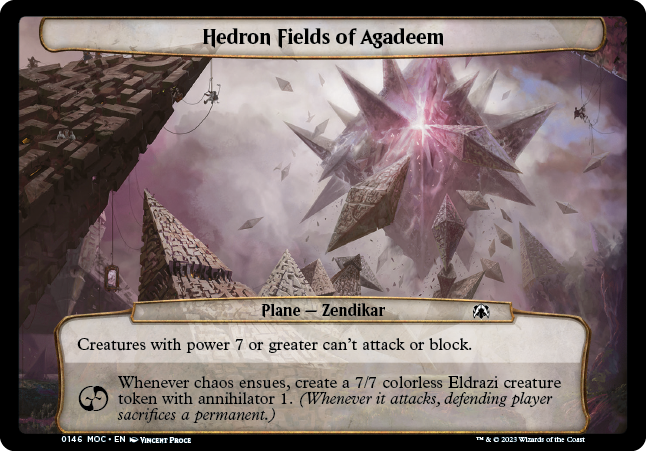 Hedron Fields of Agadeem
Plane — Zendikar
Creatures with power 7 or greater can't attack or block.
Whenever chaos ensues, create a 7/7 colorless Eldrazi creature
token with annihilator 1. (Whenever it attacks, defending player
sacrifices a permanent.)
0146 MOC • EN Vincent Proce
™ & © 2023 Wizards of the Coast